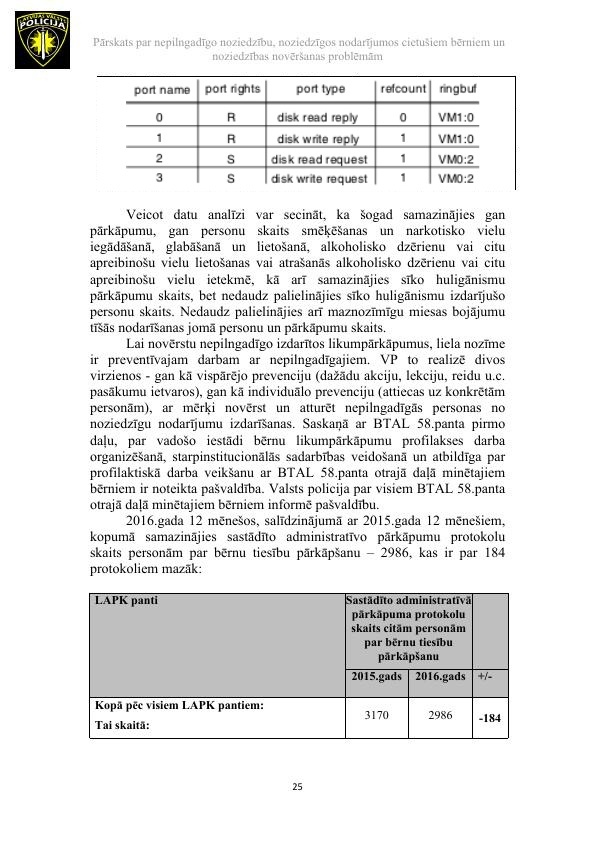 LATVIJAS VALSTS
POLICIJA
Pārskats par nepilngadīgo noziedzību, noziedzīgos nodarījumos cietušiem bērniem un
noziedzības novēršanas problēmām
port name port rights port type refcount ringbuf
0 R disk read reply 0 VM1:0
1 R disk write reply 1 VM1:0
2 S disk read request 1 VM0:2
3 S disk write request 1 VM0:2
Veicot datu analīzi var secināt, ka šogad samazinājies gan
pārkāpumu, gan personu skaits smēķēšanas un narkotisko vielu
iegādāšanā, glabāšanā un lietošanā, alkoholisko dzērienu vai citu
apreibinošu vielu lietošanas vai atrašanās alkoholisko dzērienu vai citu
apreibinošu vielu ietekmē, kā arī samazinājies sīko huligānismu
pārkāpumu skaits, bet nedaudz palielinājies sīko huligānismu izdarījušo
personu skaits. Nedaudz palielinājies arī maznozīmīgu miesas bojājumu
tīšās nodarīšanas jomā personu un pārkāpumu skaits.
Lai novērstu nepilngadīgo izdarītos likumpārkāpumus, liela nozīme
ir preventīvajam darbam ar nepilngadīgajiem. VP to realizē divos
virzienos - gan kā vispārējo prevenciju (dažādu akciju, lekciju, reidu u.c.
pasākumu ietvaros), gan kā individuālo prevenciju (attiecas uz konkrētām
personām), ar mērķi novērst un atturēt nepilngadīgās personas no
noziedzīgu nodarījumu izdarīšanas. Saskaņā ar BTAL 58.panta pirmo
daļu, par vadošo iestādi bērnu likumpārkāpumu profilakses darba
organizēšanā, starpinstitucionālās sadarbības veidošanā un atbildīga par
profilaktiskā darba veikšanu ar BTAL 58.panta otrajā daļā minētajiem
bērniem ir noteikta pašvaldība. Valsts policija par visiem BTAL 58.panta
otrajā daļā minētajiem bērniem informē pašvaldību.
2016.gada 12 mēnešos, salīdzinājumā ar 2015.gada 12 mēnešiem,
kopumā samazinājies sastādīto administratīvo pārkāpumu protokolu
skaits personām par bērnu tiesību pārkāpšanu – 2986, kas ir par 184
protokoliem mazāk:
LAPK panti
Sastādīto administratīvā
pārkāpuma protokolu
skaits citām personām
par bērnu tiesību
pārkāpšanu
2015.gads 2016.gads +/-
Kopā pēc visiem LAPK pantiem:
Tai skaitā:
3170 2986 -184
25